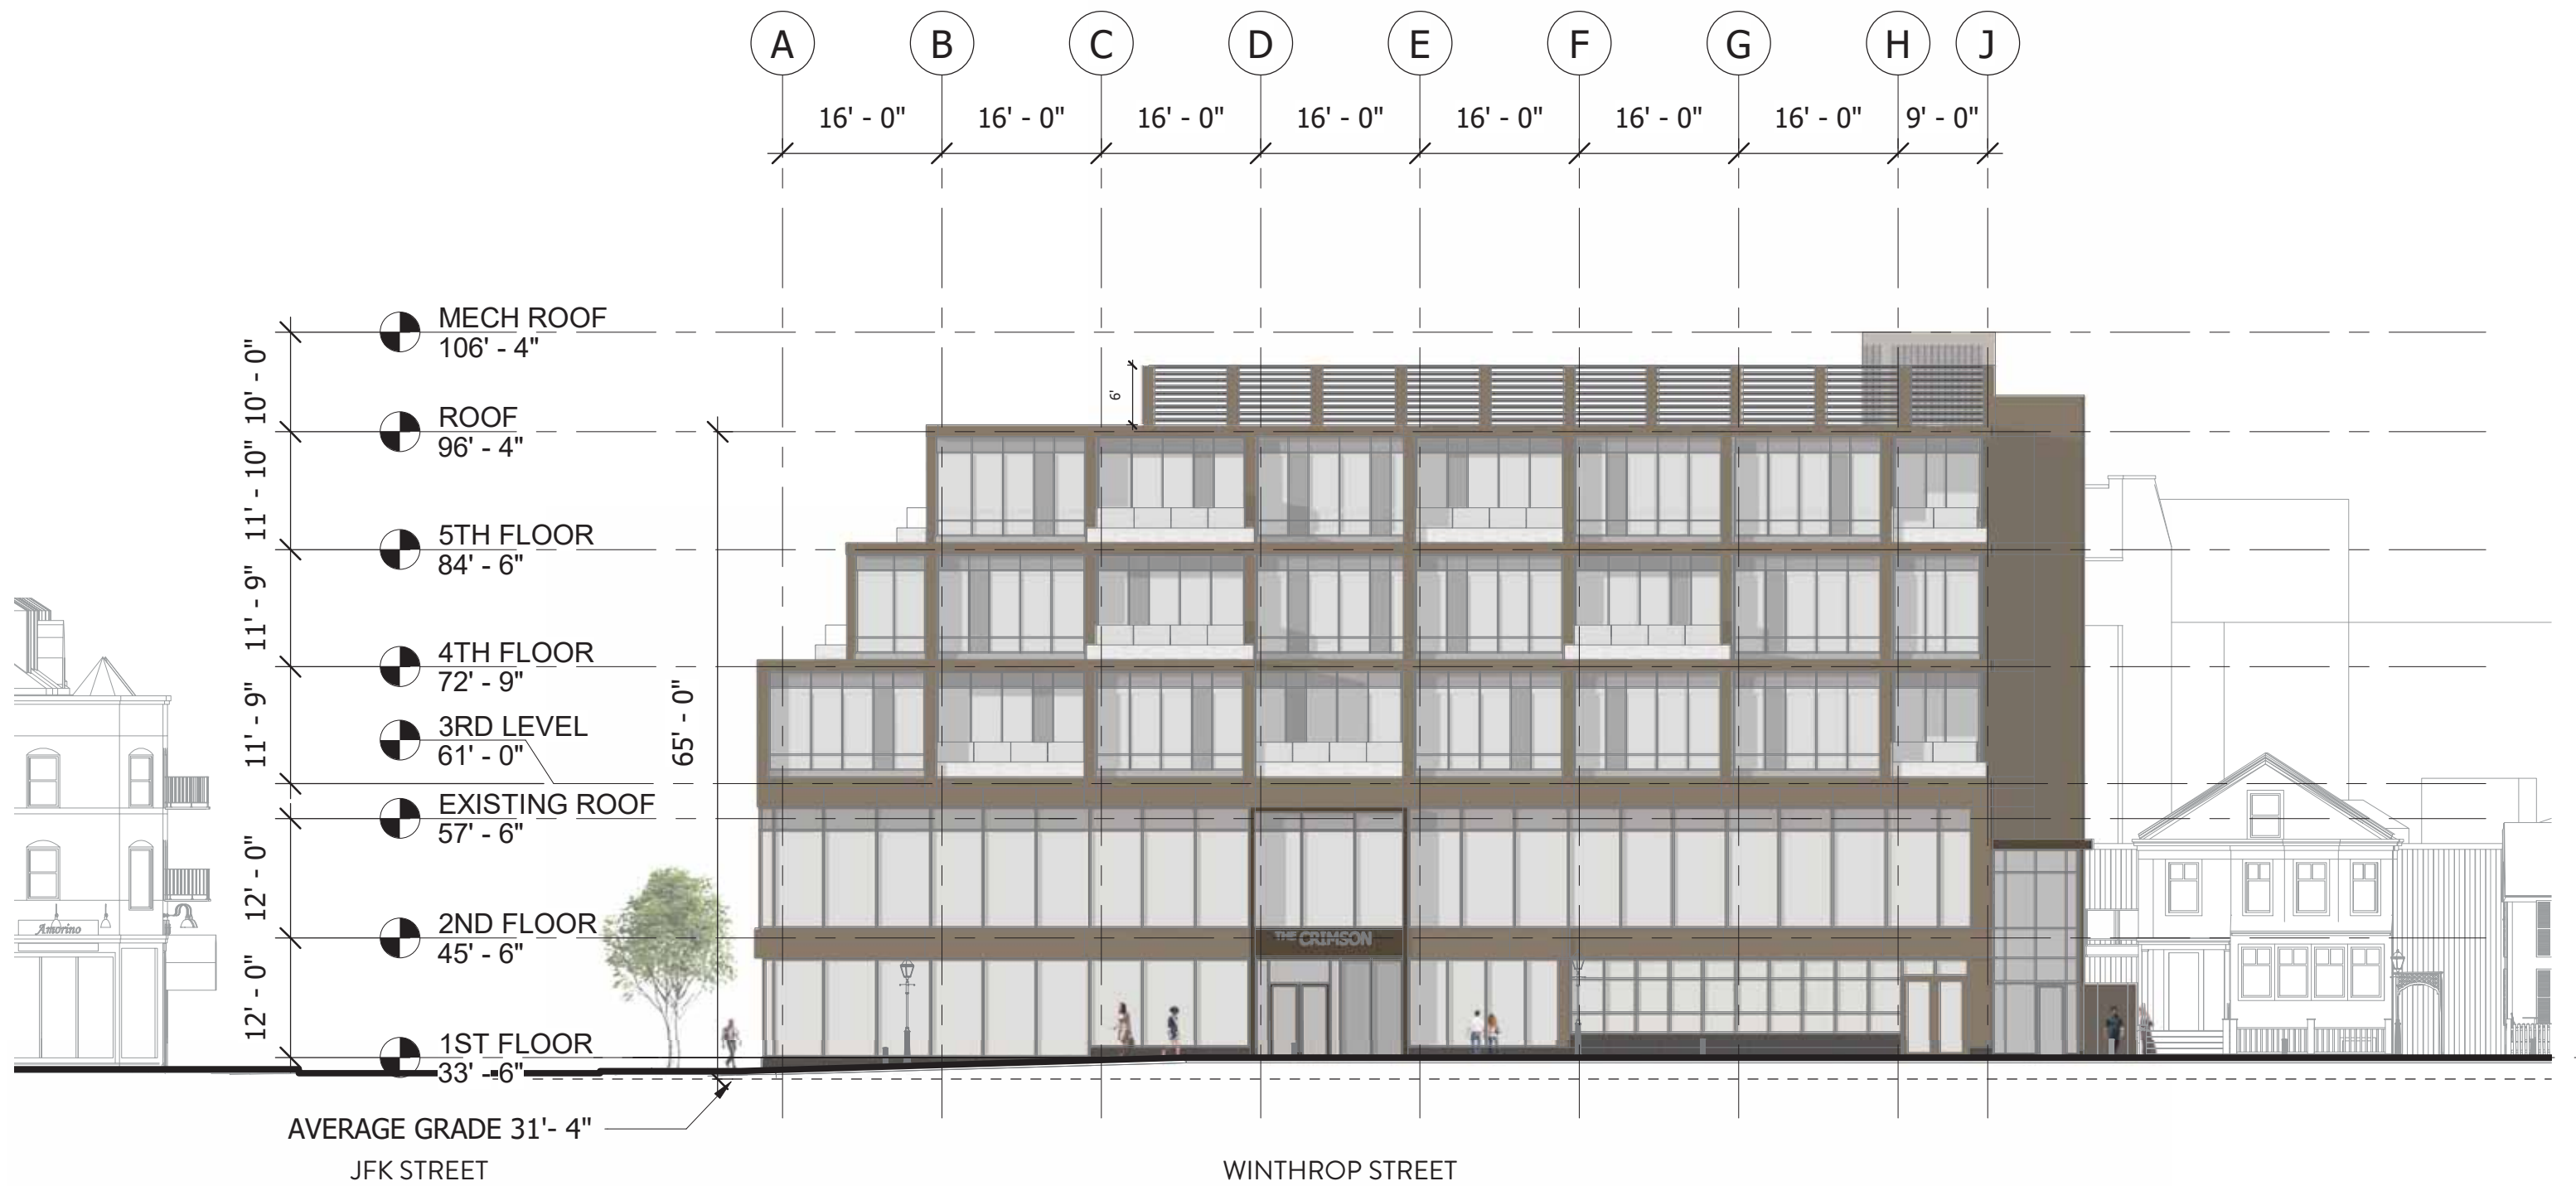 A B C D E F G H J
16' - 0" 16' - 0" 16' - 0" 16' - 0" 16' - 0" 16' - 0" 16' - 0" 9' - 0"
MECH ROOF
106' - 4"
10' - 0"
6'
ROOF
96' - 4"
11' - 10"
5TH FLOOR
84' - 6"
11' - 9"
4TH FLOOR
72' - 9"
11' - 9"
65' - 0"
3RD LEVEL
61' - 0"
EXISTING ROOF
57' - 6"
12' - 0"
2ND FLOOR
45' - 6"
Amorino
THE CRIMSON
12' - 0"
1ST FLOOR
33' - 6"
AVERAGE GRADE 31'- 4"
JFK STREET
WINTHROP STREET